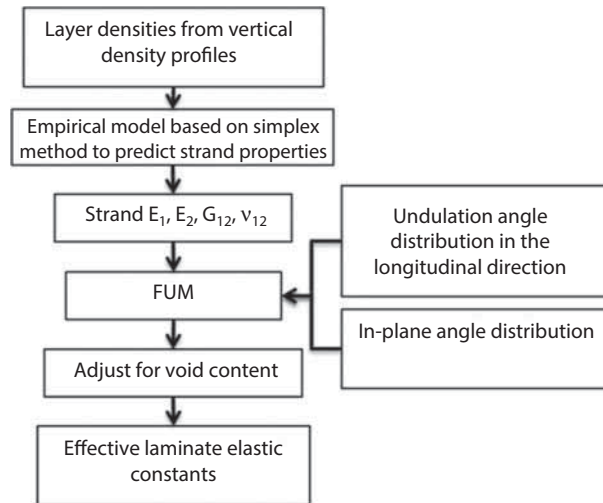 Layer densities from vertical
density profiles
Empirical model based on simplex
method to predict strand properties
Strand E₁, E₂, G₁₂, ν₁₂
FUM
Adjust for void content
Effective laminate elastic
constants
Undulation angle
distribution in the
longitudinal direction
In-plane angle distribution